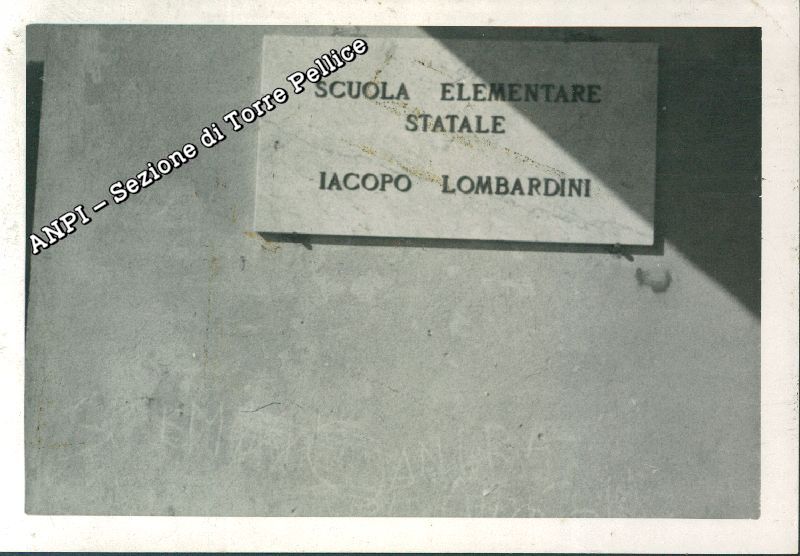 ANPI – Sezione di Torre Pellice
SCUOLA ELEMENTARE
STATALE
IACOPO LOMBARDINI